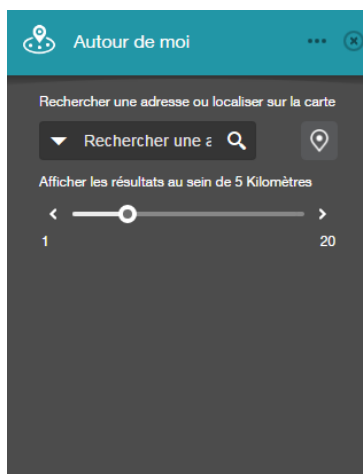 Autour de moi
Rechercher une adresse ou localiser sur la carte
Rechercher une a
Afficher les résultats au sein de 5 Kilomètres
1 20